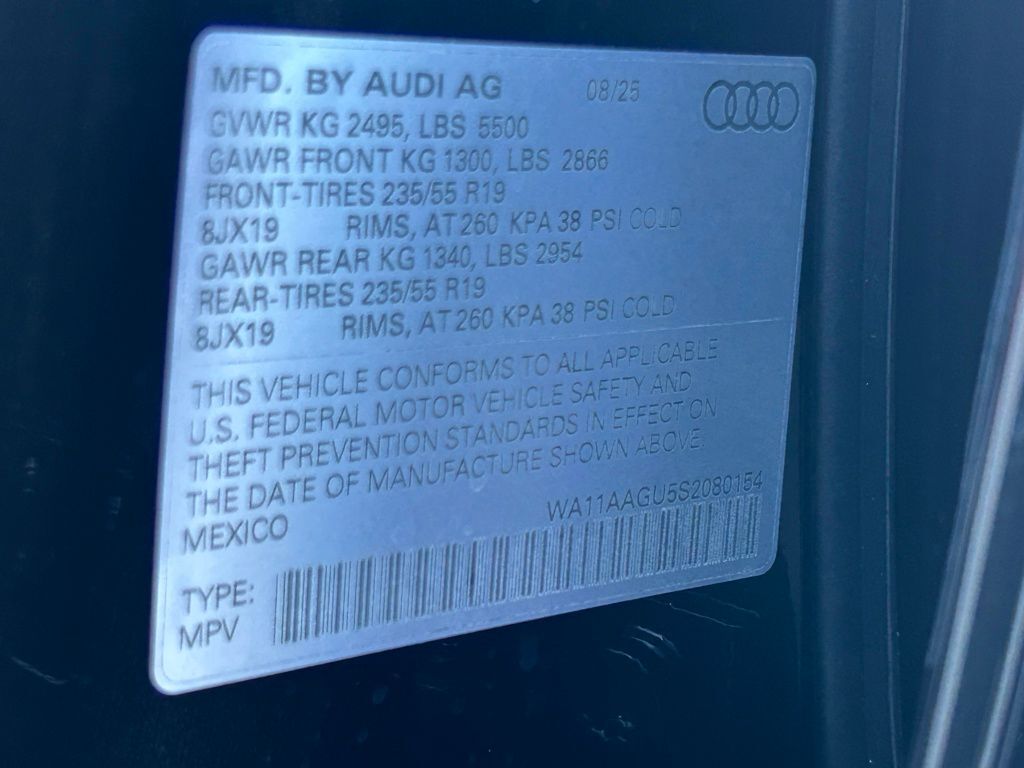 MFD. BY AUDI AG 08/25
GVWR KG 2495, LBS 5500
GAWR FRONT KG 1300, LBS 2866
FRONT-TIRES 235/55 R19
8JX19 RIMS, AT 260 KPA 38 PSI COLD
GAWR REAR KG 1340, LBS 2954
REAR-TIRES 235/55 R19
8JX19 RIMS, AT 260 KPA 38 PSI COLD
THIS VEHICLE CONFORMS TO ALL APPLICABLE
U.S. FEDERAL MOTOR VEHICLE SAFETY AND
THEFT PREVENTION STANDARDS IN EFFECT ON
THE DATE OF MANUFACTURE SHOWN ABOVE.
MEXICO WA11AAGU5S2080154
TYPE:
MPV